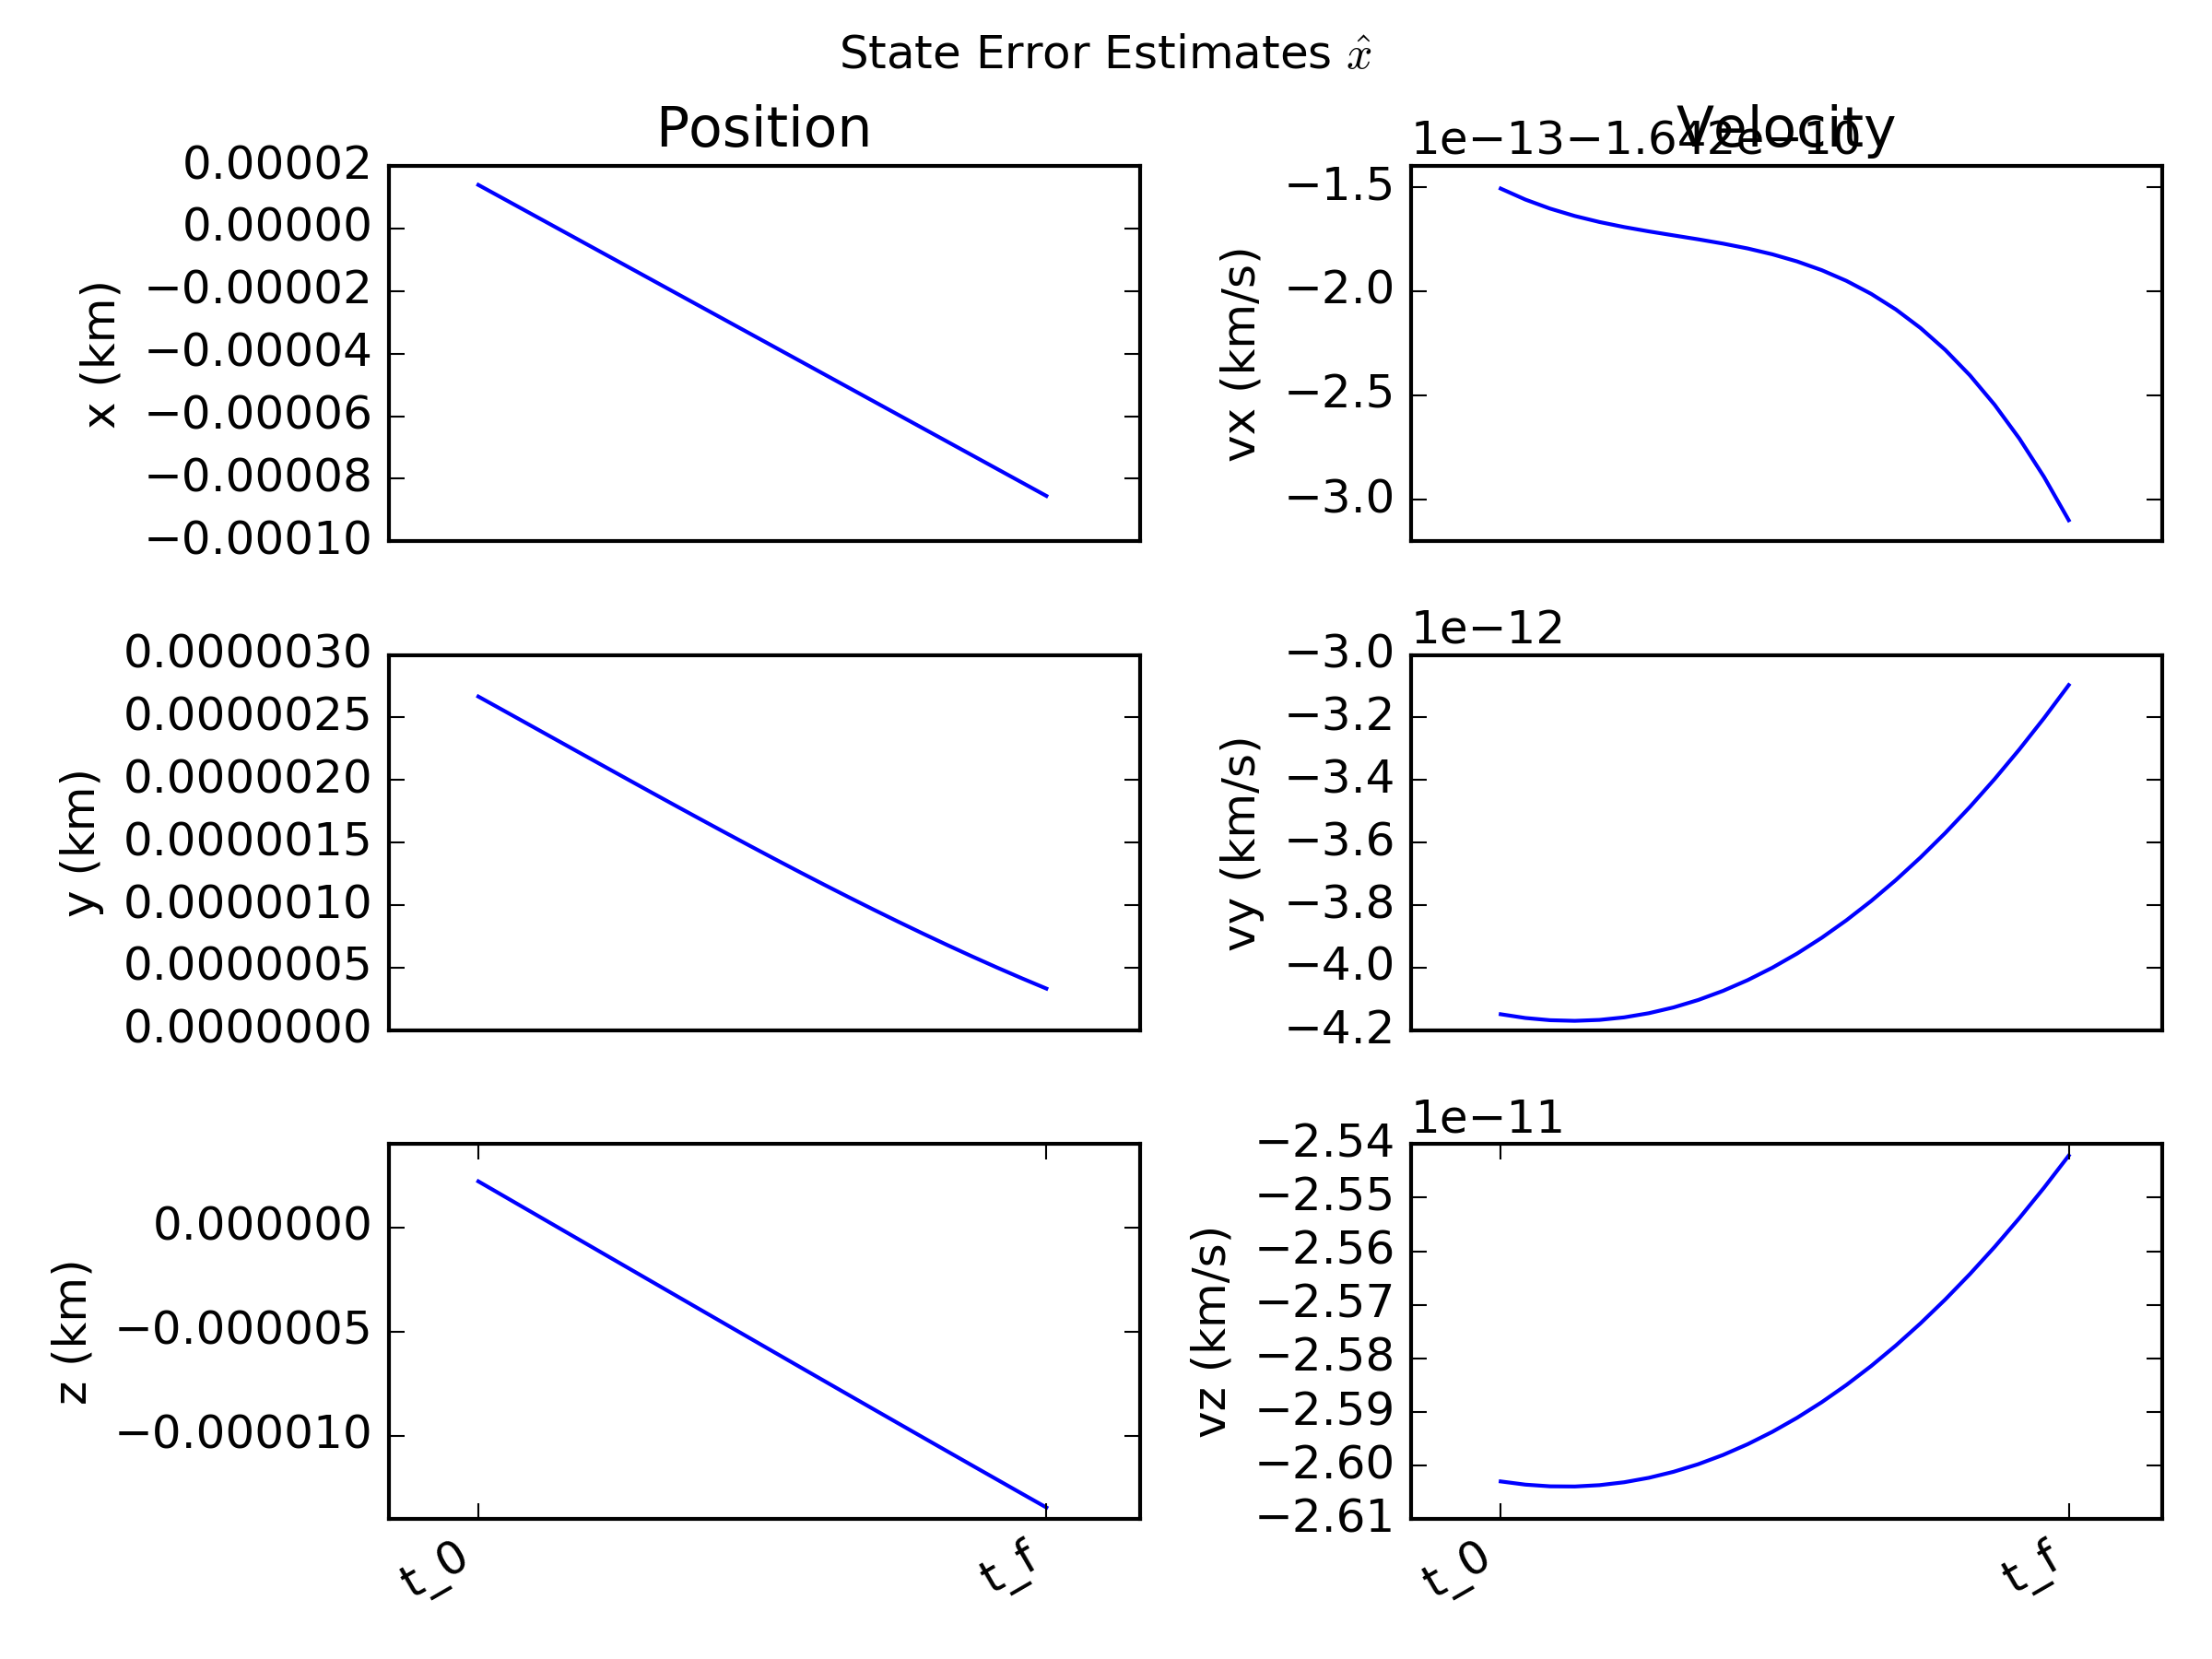 State Error Estimates x̂
Position
0.00002
0.00000
−0.00002
−0.00004
−0.00006
−0.00008
−0.00010
x (km)
Velocity
1e−13−1.642e−10
−1.5
−2.0
−2.5
−3.0
vx (km/s)
0.0000030
0.0000025
0.0000020
0.0000015
0.0000010
0.0000005
0.0000000
y (km)
1e−12
−3.0
−3.2
−3.4
−3.6
−3.8
−4.0
−4.2
vy (km/s)
0.000000
−0.000005
−0.000010
z (km)
t_0
t_f
1e−11
−2.54
−2.55
−2.56
−2.57
−2.58
−2.59
−2.60
−2.61
vz (km/s)
t_0
t_f